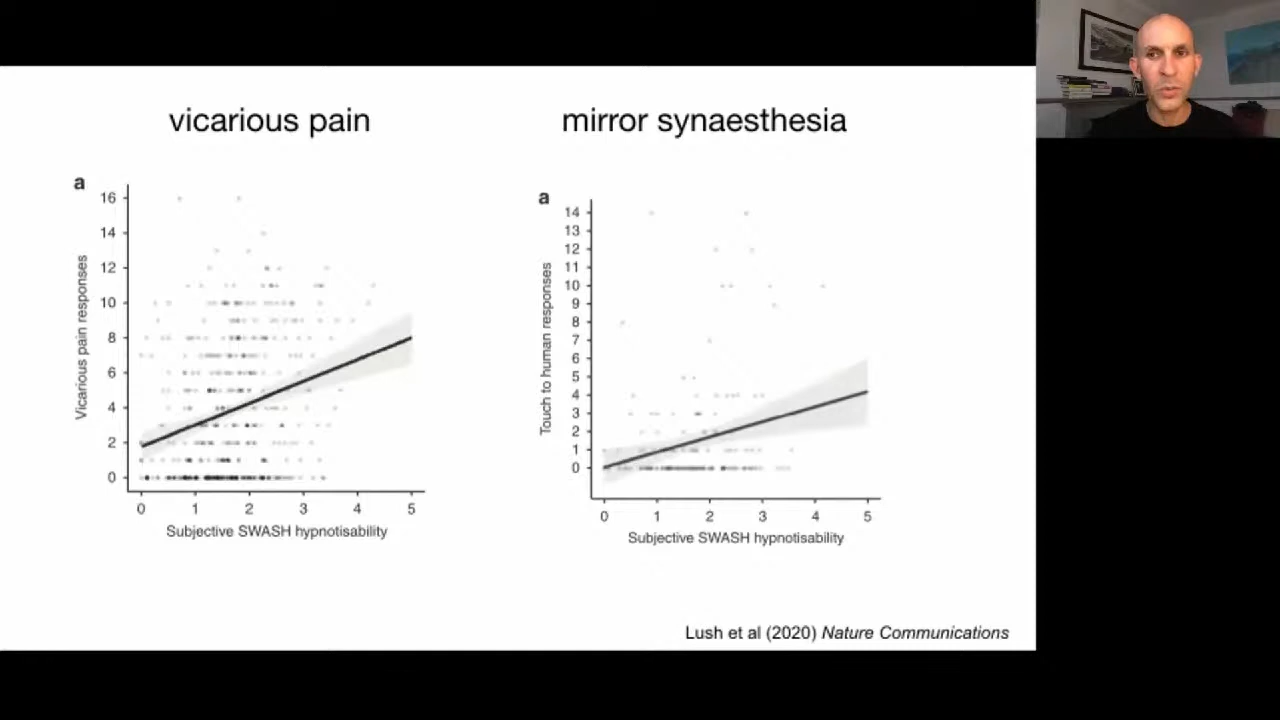 vicarious pain
mirror synaesthesia
a
16
14
12
10
8
6
4
2
0
Vicarious pain responses
0 1 2 3 4 5
Subjective SWASH hypnotisability
a
14
13
12
11
10
9
8
7
6
5
4
3
2
1
0
Touch to human responses
0 1 2 3 4 5
Subjective SWASH hypnotisability
Lush et al (2020) Nature Communications